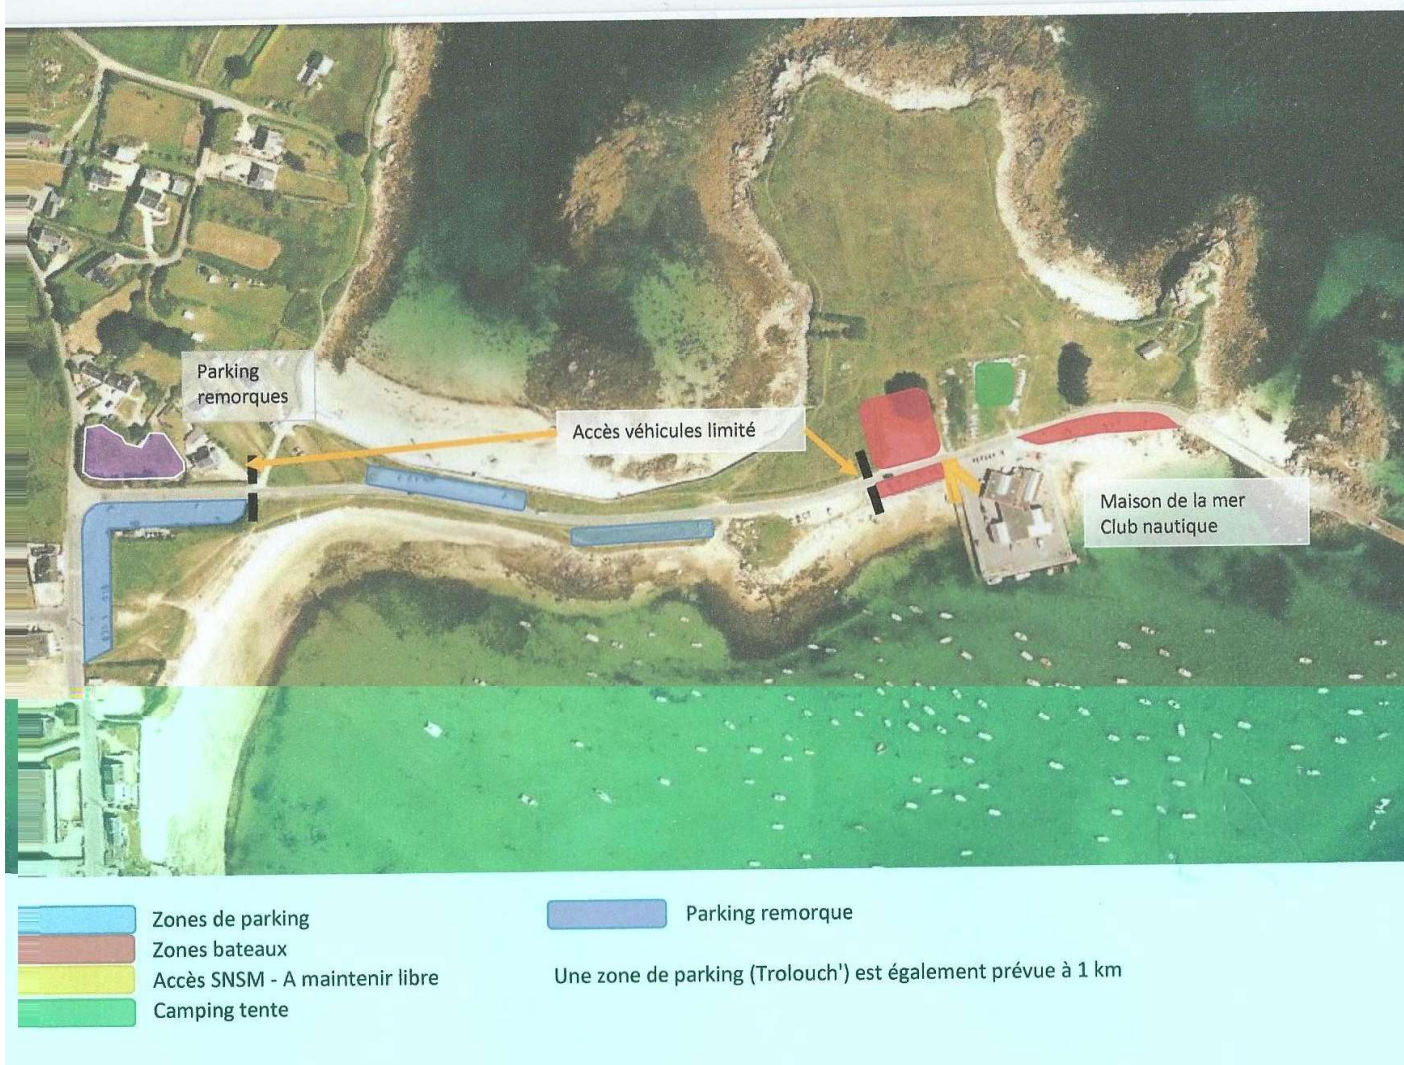 Parking
remorques
Accès véhicules limité
Maison de la mer
Club nautique
Zones de parking
Zones bateaux
Accès SNSM - A maintenir libre
Camping tente
Parking remorque
Une zone de parking (Trolouch') est également prévue à 1 km